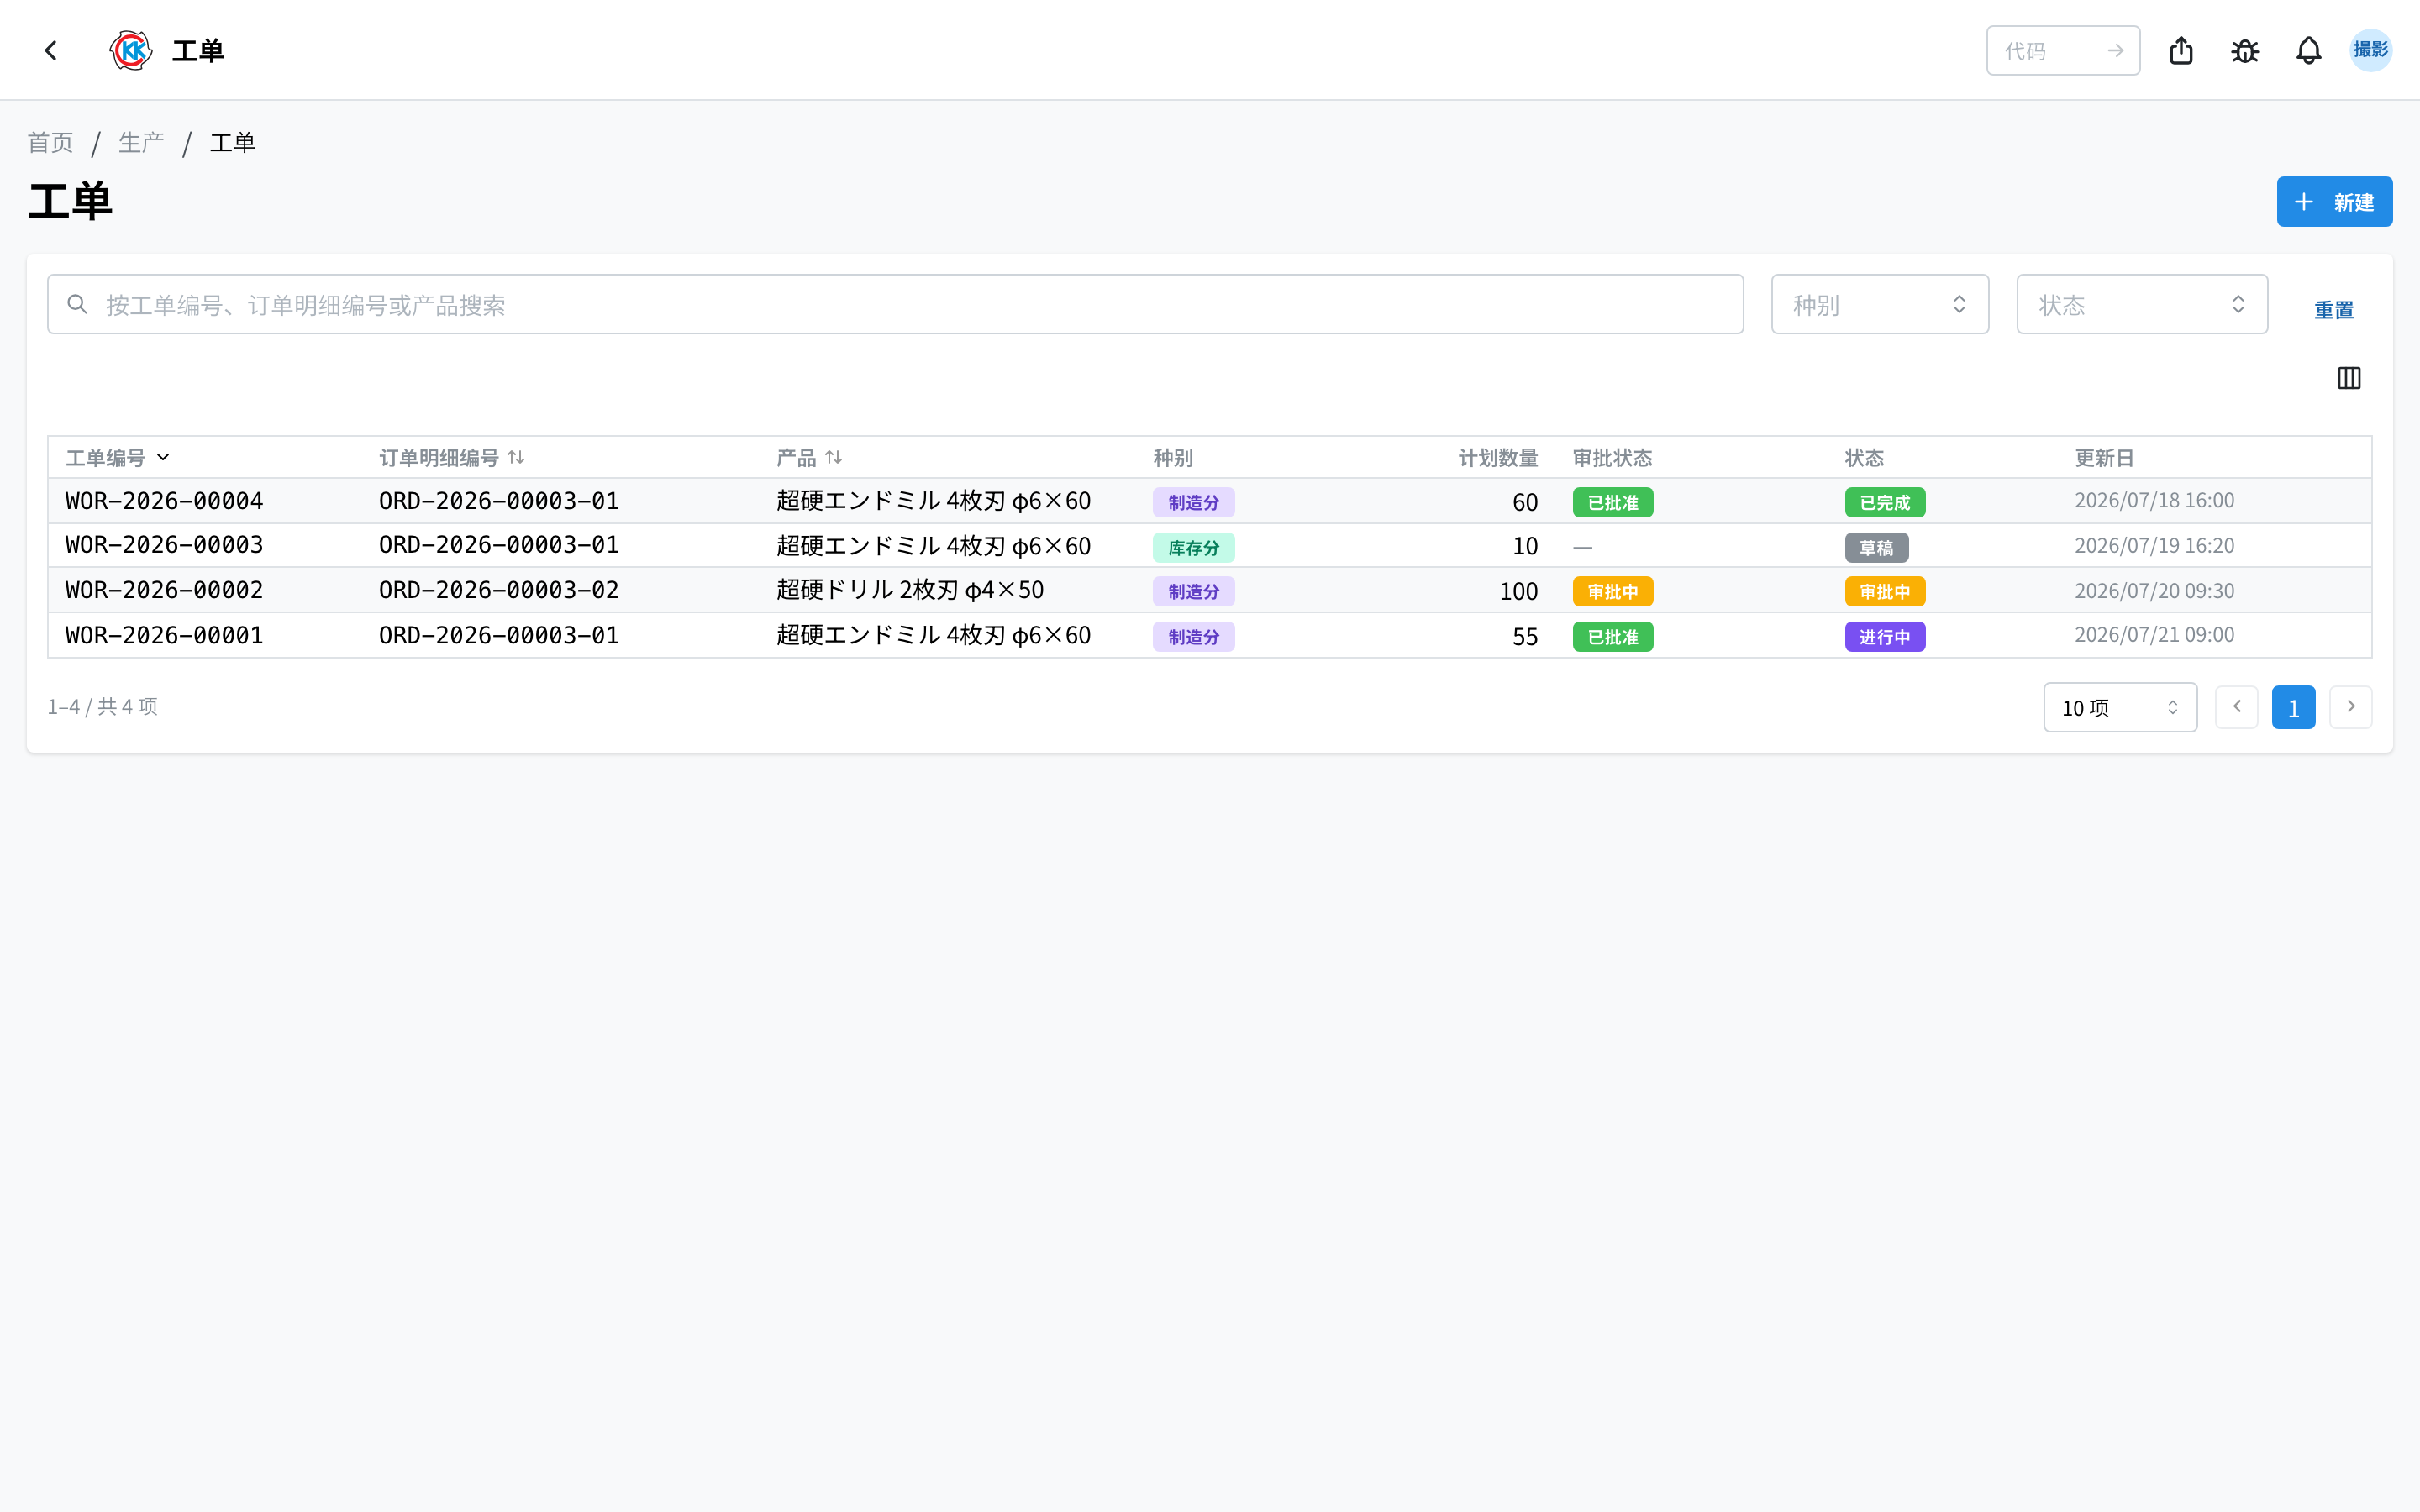 KK 工单 代码 撮影
首页 / 生产 / 工单
工单
新建
按工单编号、订单明细编号或产品搜索 种别 状态 重置
工单编号 订单明细编号 产品 种别 计划数量 审批状态 状态 更新日
WOR-2026-00004 ORD-2026-00003-01 超硬エンドミル 4枚刃 φ6×60 制造分 60 已批准 已完成 2026/07/18 16:00
WOR-2026-00003 ORD-2026-00003-01 超硬エンドミル 4枚刃 φ6×60 库存分 10 — 草稿 2026/07/19 16:20
WOR-2026-00002 ORD-2026-00003-02 超硬ドリル 2枚刃 φ4×50 制造分 100 审批中 审批中 2026/07/20 09:30
WOR-2026-00001 ORD-2026-00003-01 超硬エンドミル 4枚刃 φ6×60 制造分 55 已批准 进行中 2026/07/21 09:00
1–4 / 共 4 项 10 项 1